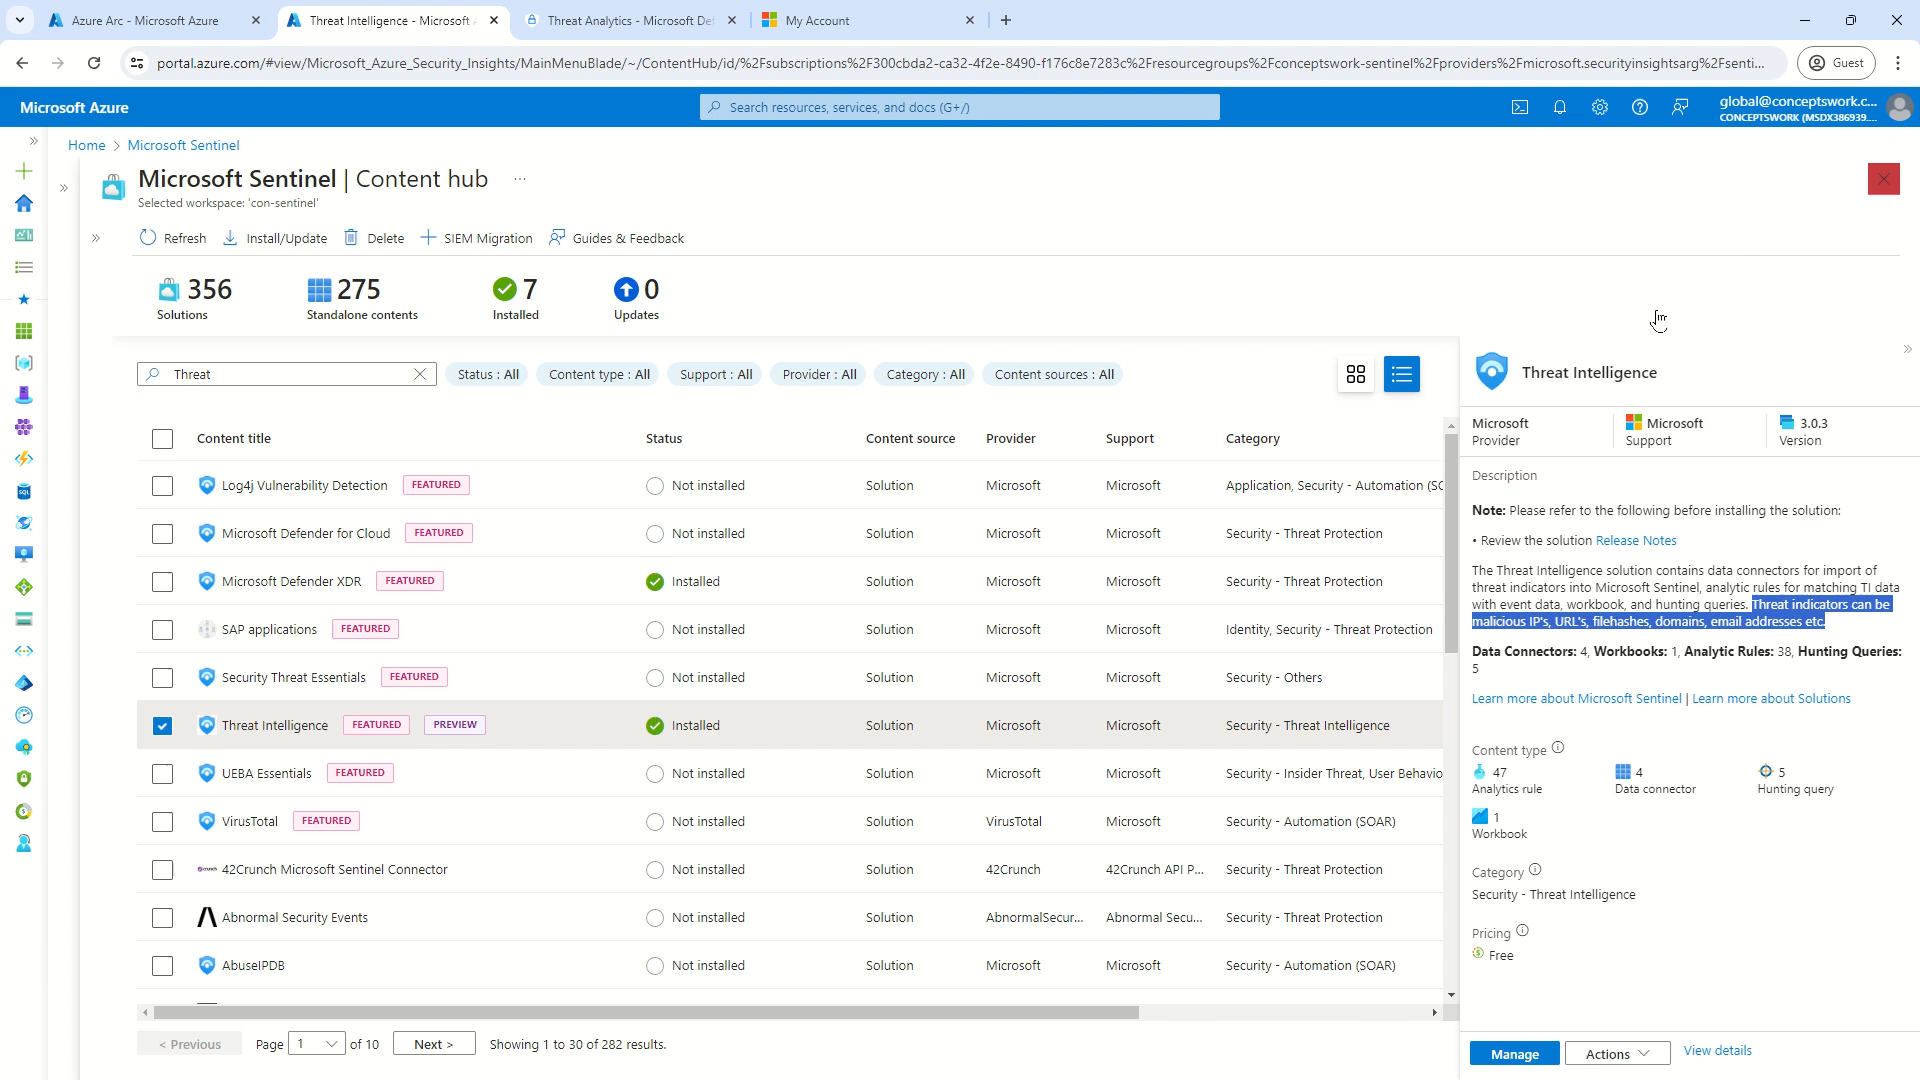 Azure Arc - Microsoft Azure
Threat Intelligence - Microsoft A
Threat Analytics - Microsoft De
My Account
portal.azure.com/#view/Microsoft_Azure_Security_Insights/MainMenuBlade/~/ContentHub/id/%2Fsubscriptions%2F300cbda2-ca32-4f2e-8490-f176c8e7283c%2Fresourcegroups%2Fconceptswork-sentinel%2Fproviders%2Fmicrosoft.securityinsightsarg%2Fsenti...
Guest
Microsoft Azure
Search resources, services, and docs (G+/)
global@conceptswork.c...
CONCEPTSWORK (MSDX386939....
Home > Microsoft Sentinel
Microsoft Sentinel | Content hub ...
Selected workspace: 'con-sentinel'
Refresh Install/Update Delete SIEM Migration Guides & Feedback
356 275 7 0
Solutions Standalone contents Installed Updates
Threat
Status : All Content type : All Support : All Provider : All Category : All Content sources : All
Content title Status Content source Provider Support Category
Log4j Vulnerability Detection FEATURED Not installed Solution Microsoft Microsoft Application, Security - Automation (SC
Microsoft Defender for Cloud FEATURED Not installed Solution Microsoft Microsoft Security - Threat Protection
Microsoft Defender XDR FEATURED Installed Solution Microsoft Microsoft Security - Threat Protection
SAP applications FEATURED Not installed Solution Microsoft Microsoft Identity, Security - Threat Protection
Security Threat Essentials FEATURED Not installed Solution Microsoft Microsoft Security - Others
Threat Intelligence FEATURED PREVIEW Installed Solution Microsoft Microsoft Security - Threat Intelligence
UEBA Essentials FEATURED Not installed Solution Microsoft Microsoft Security - Insider Threat, User Behavio
VirusTotal FEATURED Not installed Solution VirusTotal Microsoft Security - Automation (SOAR)
42Crunch Microsoft Sentinel Connector Not installed Solution 42Crunch 42Crunch API P... Security - Threat Protection
Abnormal Security Events Not installed Solution AbnormalSecur... Abnormal Secu... Security - Threat Protection
AbuseIPDB Not installed Solution Microsoft Microsoft Security - Automation (SOAR)
< Previous Page 1 of 10 Next > Showing 1 to 30 of 282 results.
Threat Intelligence
Microsoft Microsoft 3.0.3
Provider Support Version
Description
Note: Please refer to the following before installing the solution:
• Review the solution Release Notes
The Threat Intelligence solution contains data connectors for import of
threat indicators into Microsoft Sentinel, analytic rules for matching TI data
with event data, workbook, and hunting queries. Threat indicators can be
malicious IP's, URL's, filehashes, domains, email addresses etc.
Data Connectors: 4, Workbooks: 1, Analytic Rules: 38, Hunting Queries:
5
Learn more about Microsoft Sentinel | Learn more about Solutions
Content type
47 4 5
Analytics rule Data connector Hunting query
1
Workbook
Category
Security - Threat Intelligence
Pricing
Free
Manage Actions View details